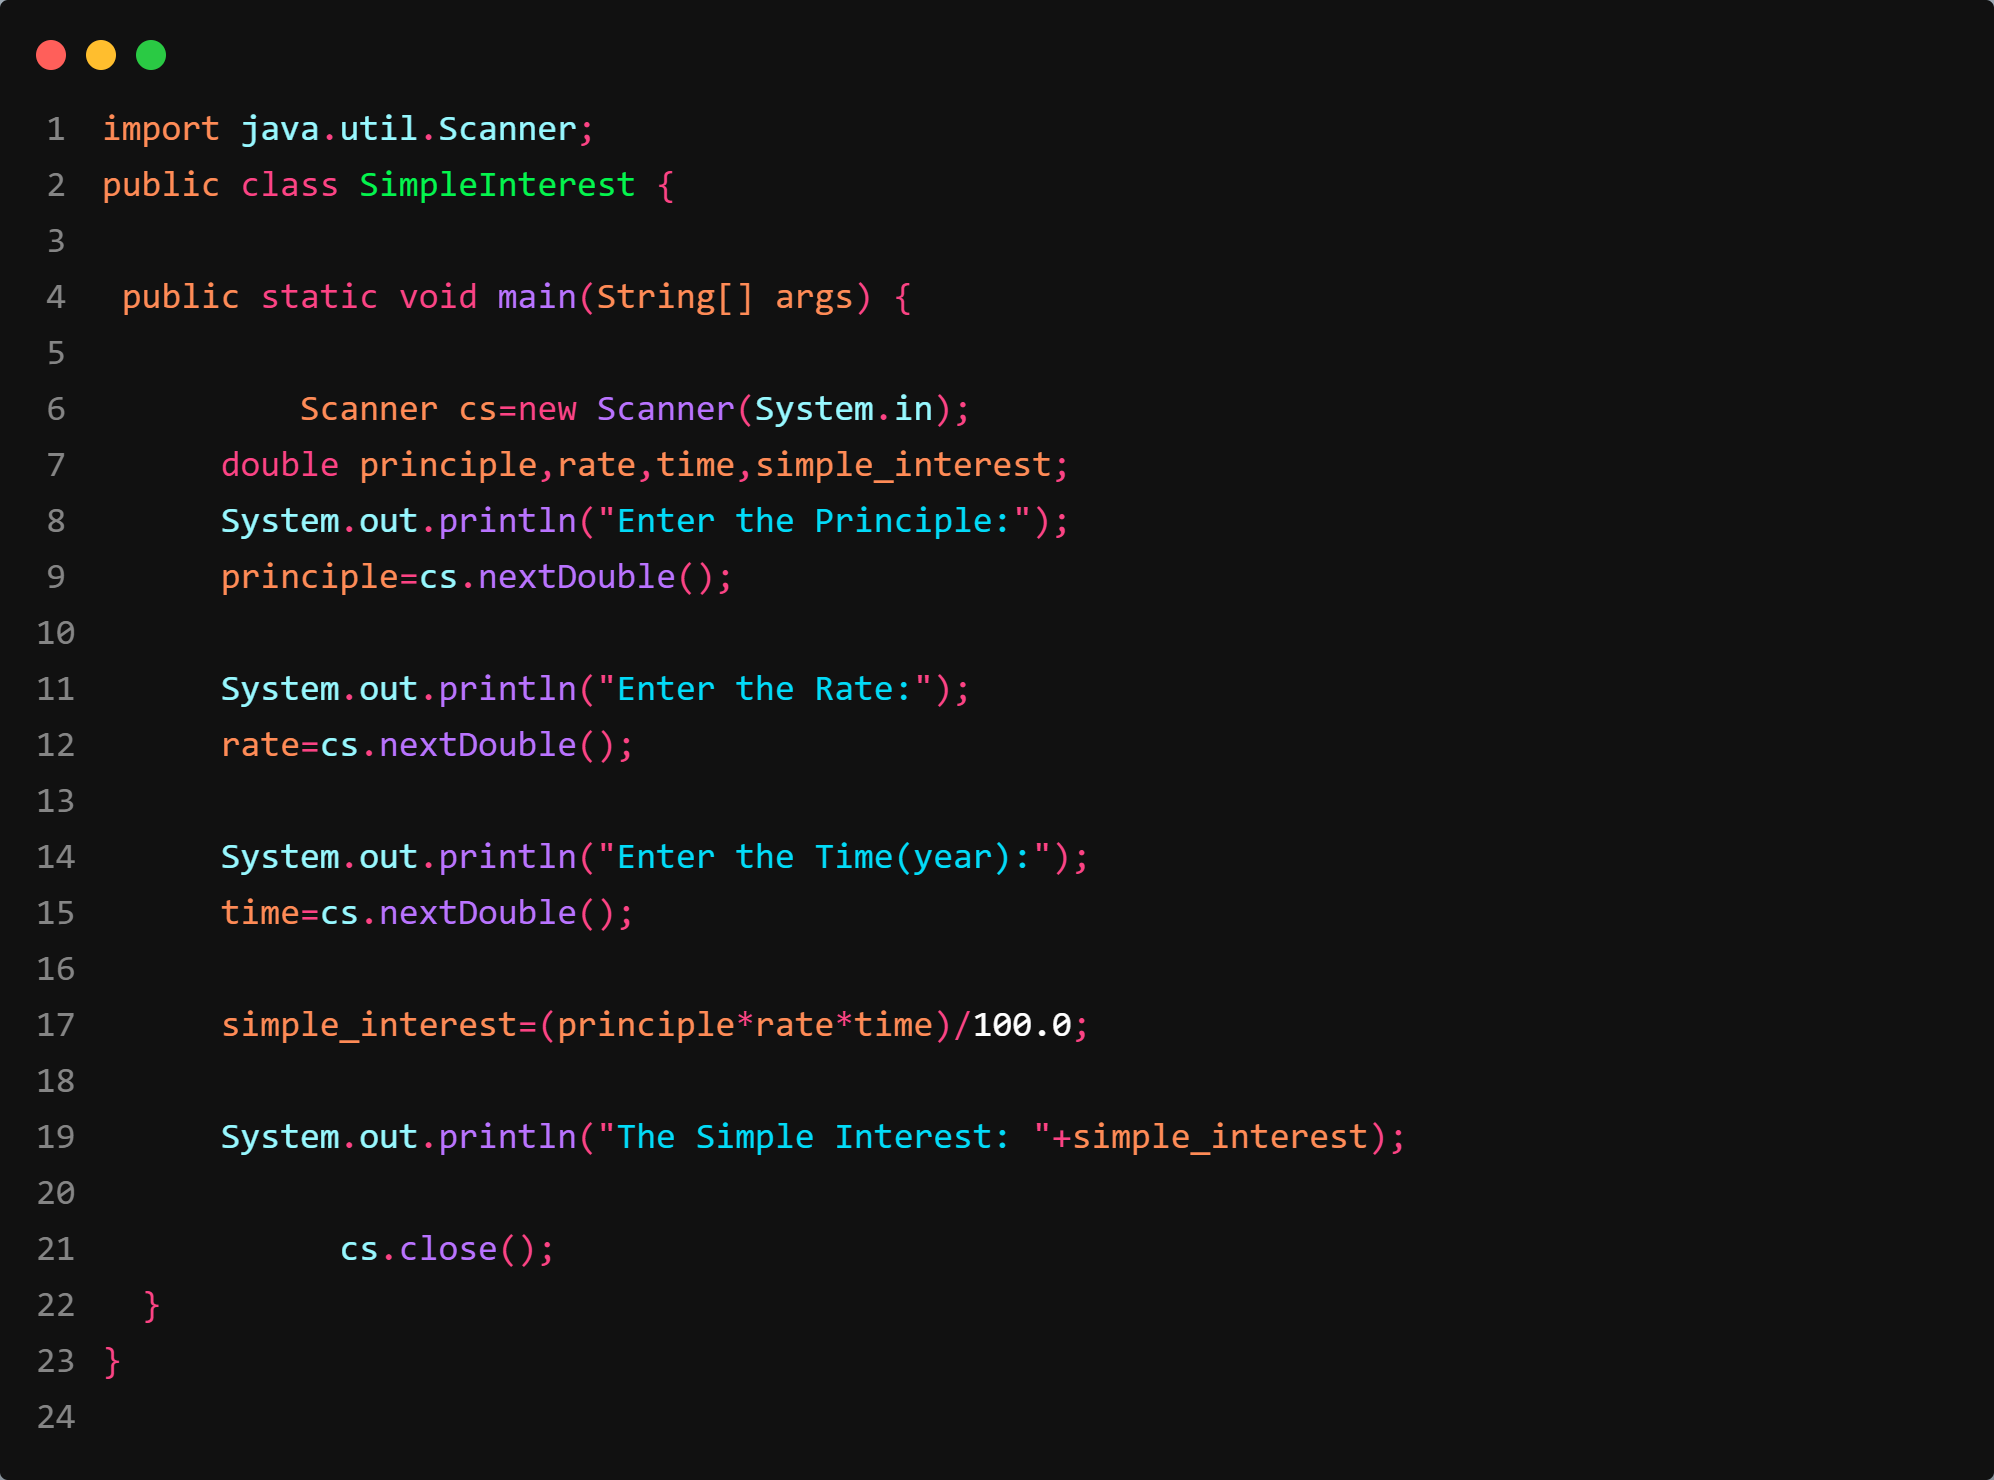 1 import java.util.Scanner;
2 public class SimpleInterest {
3
4  public static void main(String[] args) {
5
6           Scanner cs=new Scanner(System.in);
7       double principle,rate,time,simple_interest;
8       System.out.println("Enter the Principle:");
9       principle=cs.nextDouble();
10
11       System.out.println("Enter the Rate:");
12       rate=cs.nextDouble();
13
14       System.out.println("Enter the Time(year):");
15       time=cs.nextDouble();
16
17       simple_interest=(principle*rate*time)/100.0;
18
19       System.out.println("The Simple Interest: "+simple_interest);
20
21             cs.close();
22   }
23 }
24